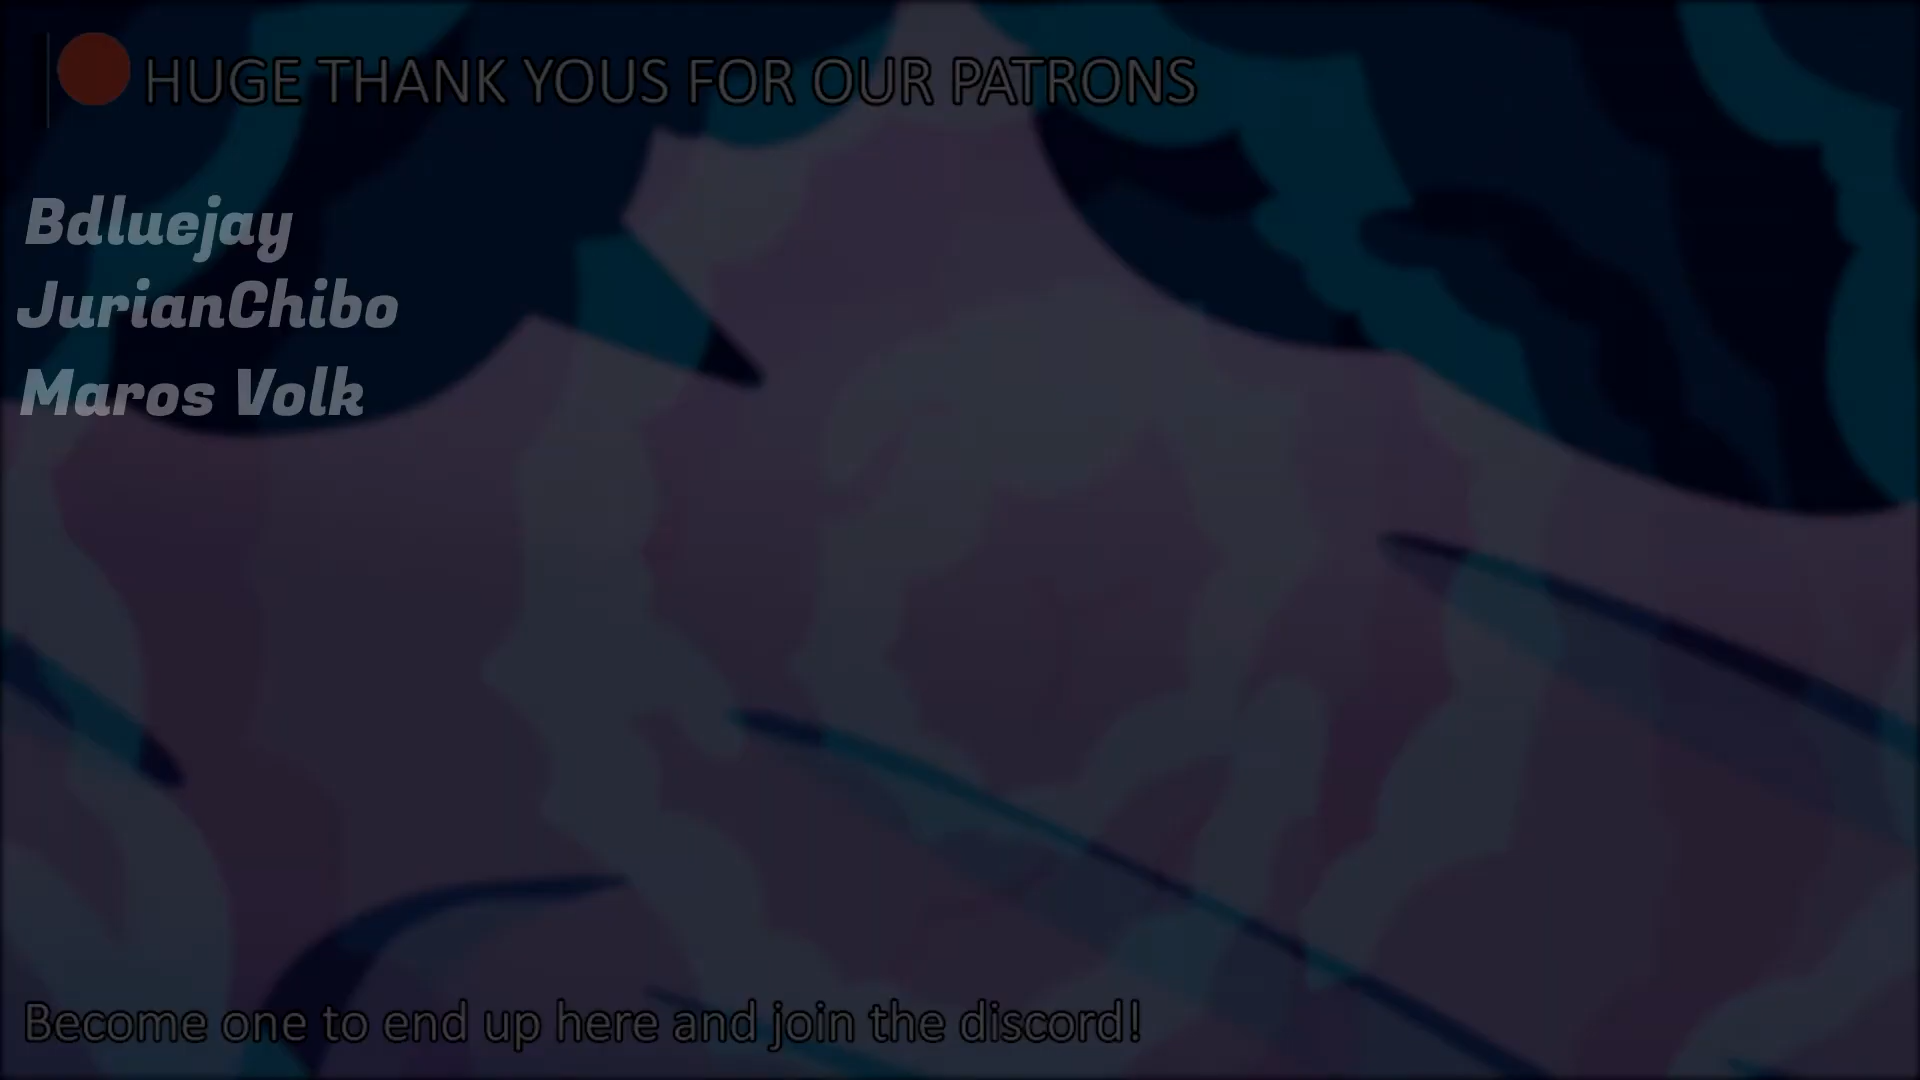 HUGE THANK YOUS FOR OUR PATRONS
Bdluejay
JurianChibo
Maros Volk
Become one to end up here and join the discord!